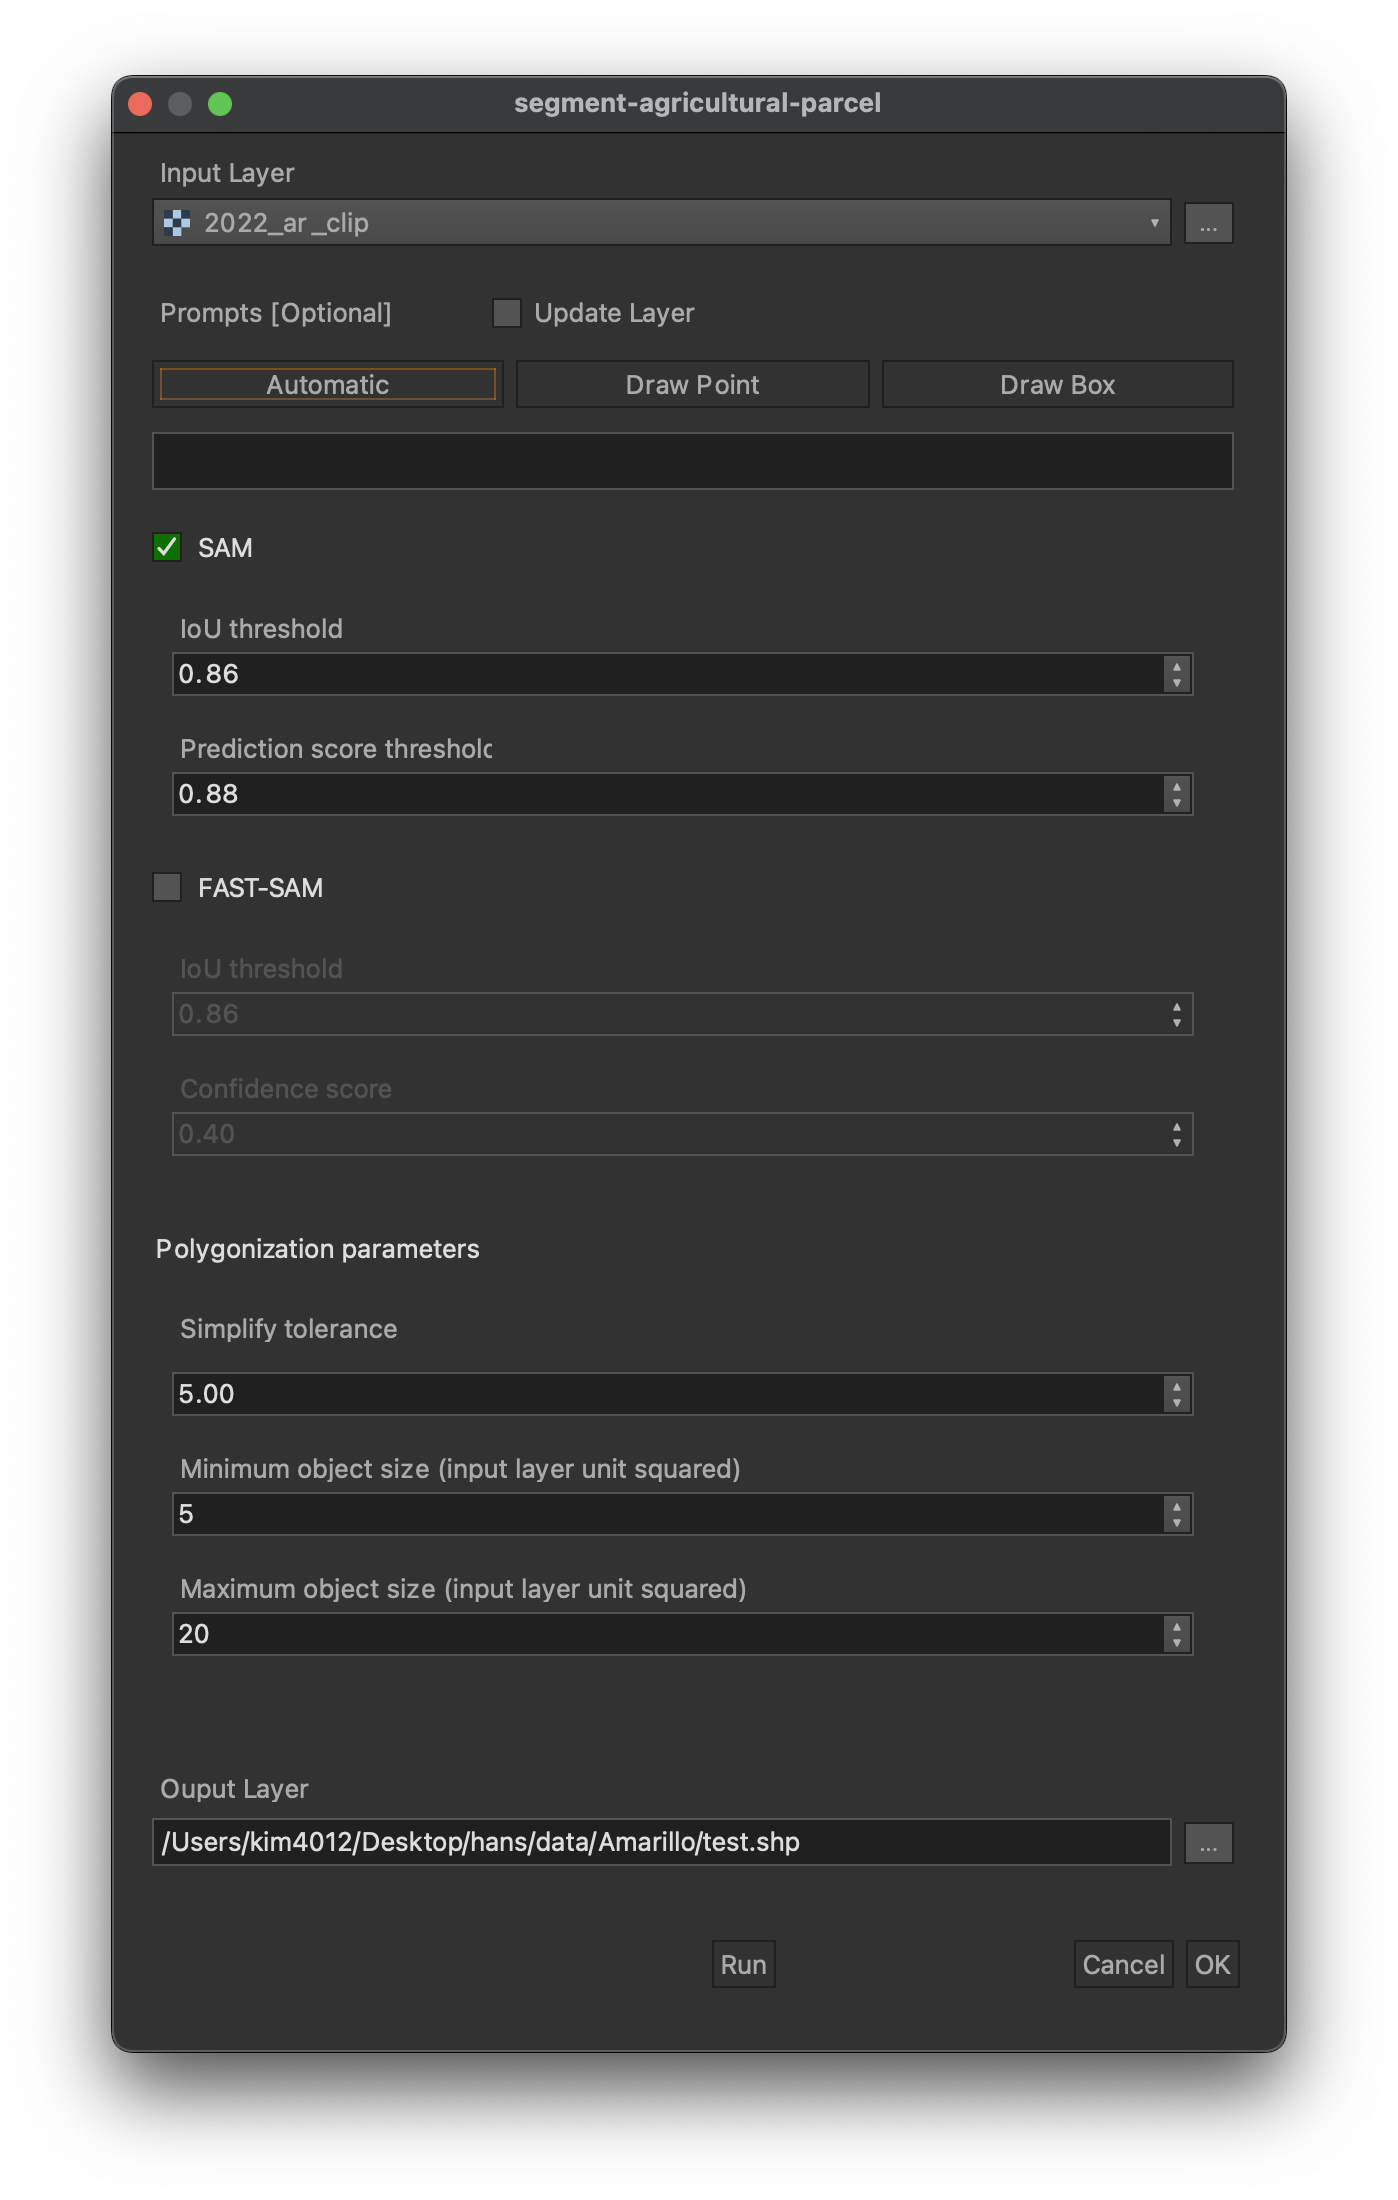 segment-agricultural-parcel
Input Layer
2022_ar_clip
...
Prompts [Optional] Update Layer
Automatic Draw Point Draw Box
SAM
IoU threshold
0.86
Prediction score threshold
0.88
FAST-SAM
IoU threshold
0.86
Confidence score
0.40
Polygonization parameters
Simplify tolerance
5.00
Minimum object size (input layer unit squared)
5
Maximum object size (input layer unit squared)
20
Ouput Layer
/Users/kim4012/Desktop/hans/data/Amarillo/test.shp ...
Run Cancel OK